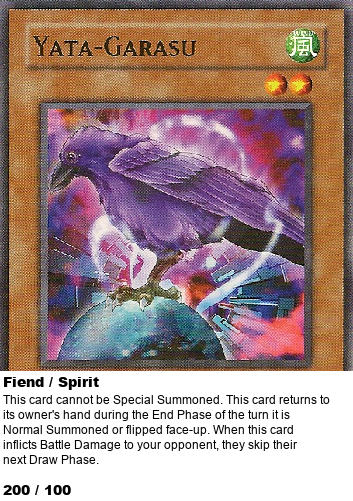 YATA-GARASU
風
Fiend / Spirit
This card cannot be Special Summoned. This card returns to
its owner's hand during the End Phase of the turn it is
Normal Summoned or flipped face-up. When this card
inflicts Battle Damage to your opponent, they skip their
next Draw Phase.
200 / 100